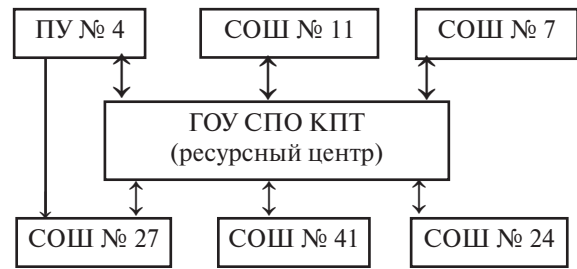 ПУ № 4
СОШ № 11
СОШ № 7
ГОУ СПО КПТ
(ресурсный центр)
СОШ № 27
СОШ № 41
СОШ № 24